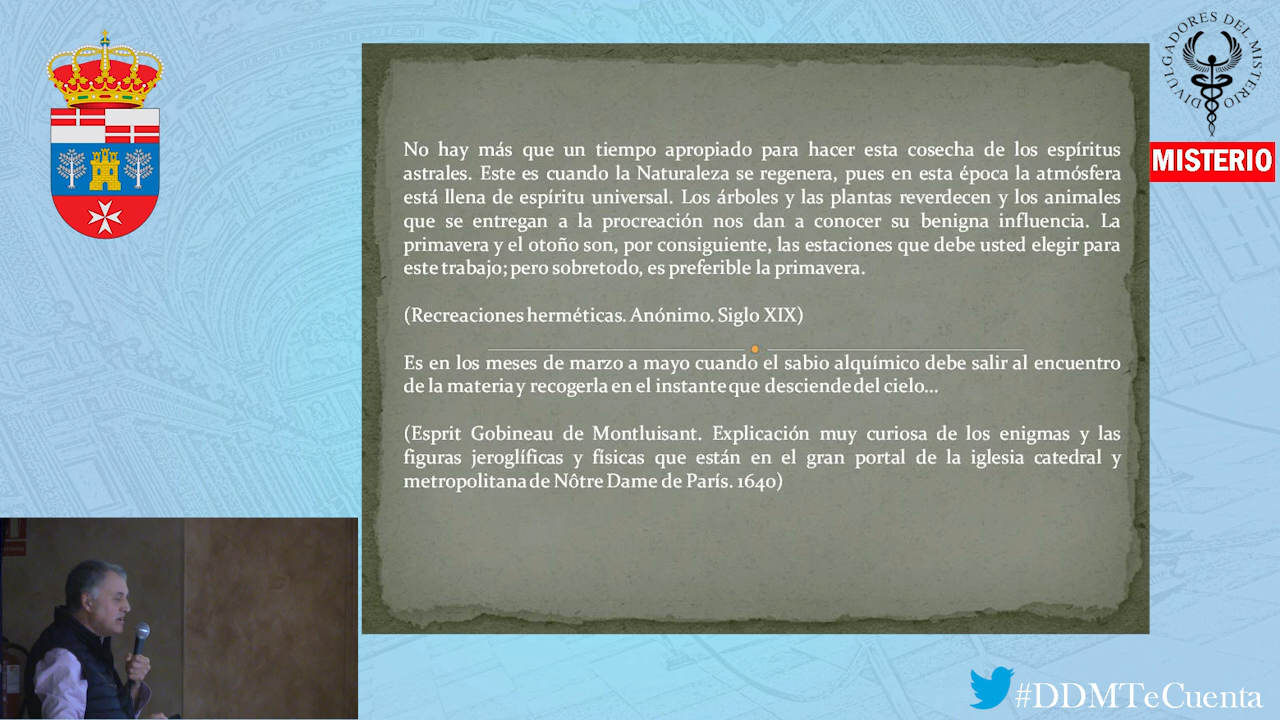 DIVULGADORES DEL MISTERIO
MISTERIO
No hay más que un tiempo apropiado para hacer esta cosecha de los espíritus
astrales. Este es cuando la Naturaleza se regenera, pues en esta época la atmósfera
está llena de espíritu universal. Los árboles y las plantas reverdecen y los animales
que se entregan a la procreación nos dan a conocer su benigna influencia. La
primavera y el otoño son, por consiguiente, las estaciones que debe usted elegir para
este trabajo; pero sobretodo, es preferible la primavera.
(Recreaciones herméticas. Anónimo. Siglo XIX)
Es en los meses de marzo a mayo cuando el sabio alquímico debe salir al encuentro
de la materia y recogerla en el instante que desciende del cielo...
(Esprit Gobineau de Montluisant. Explicación muy curiosa de los enigmas y las
figuras jeroglíficas y físicas que están en el gran portal de la iglesia catedral y
metropolitana de Nôtre Dame de París. 1640)
#DDMTeCuenta